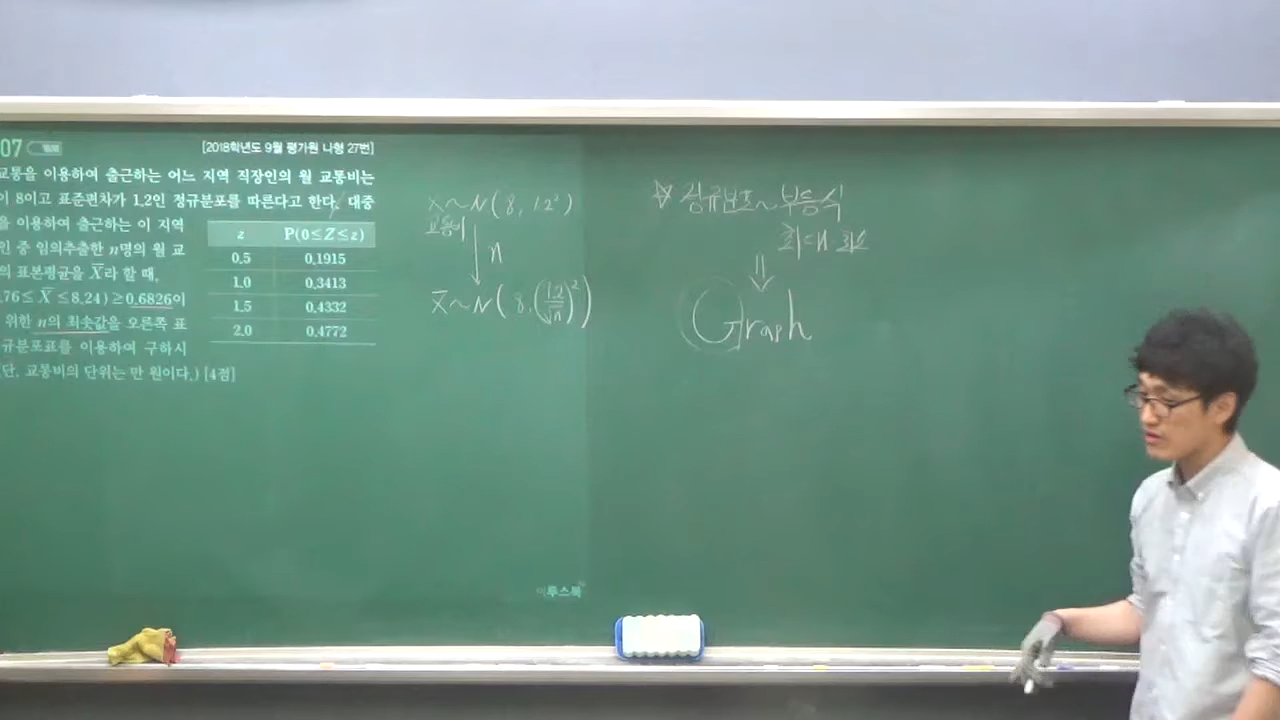 07
[2018학년도 9월 평가원 나형 27번]
교통을 이용하여 출근하는 어느 지역 직장인의 월 교통비는
이 8이고 표준편차가 1.2인 정규분포를 따른다고 한다. 대중
을 이용하여 출근하는 이 지역
인 중 임의추출한 n명의 월 교
의 표본평균을 X̄라 할 때,
.76≤ X̄ ≤8.24)≥0.6826이
위한 n의 최솟값을 오른쪽 표
규분포표를 이용하여 구하시
단, 교통비의 단위는 만 원이다.) [4점]
z P(0≤Z≤z)
0.5 0.1915
1.0 0.3413
1.5 0.4332
2.0 0.4772
X~N(8, 1.2²)
교통비
n
X̄~N(8, (1.2/√n)²)
정규분포~부등식
최소
⇓
Graph
이투스북